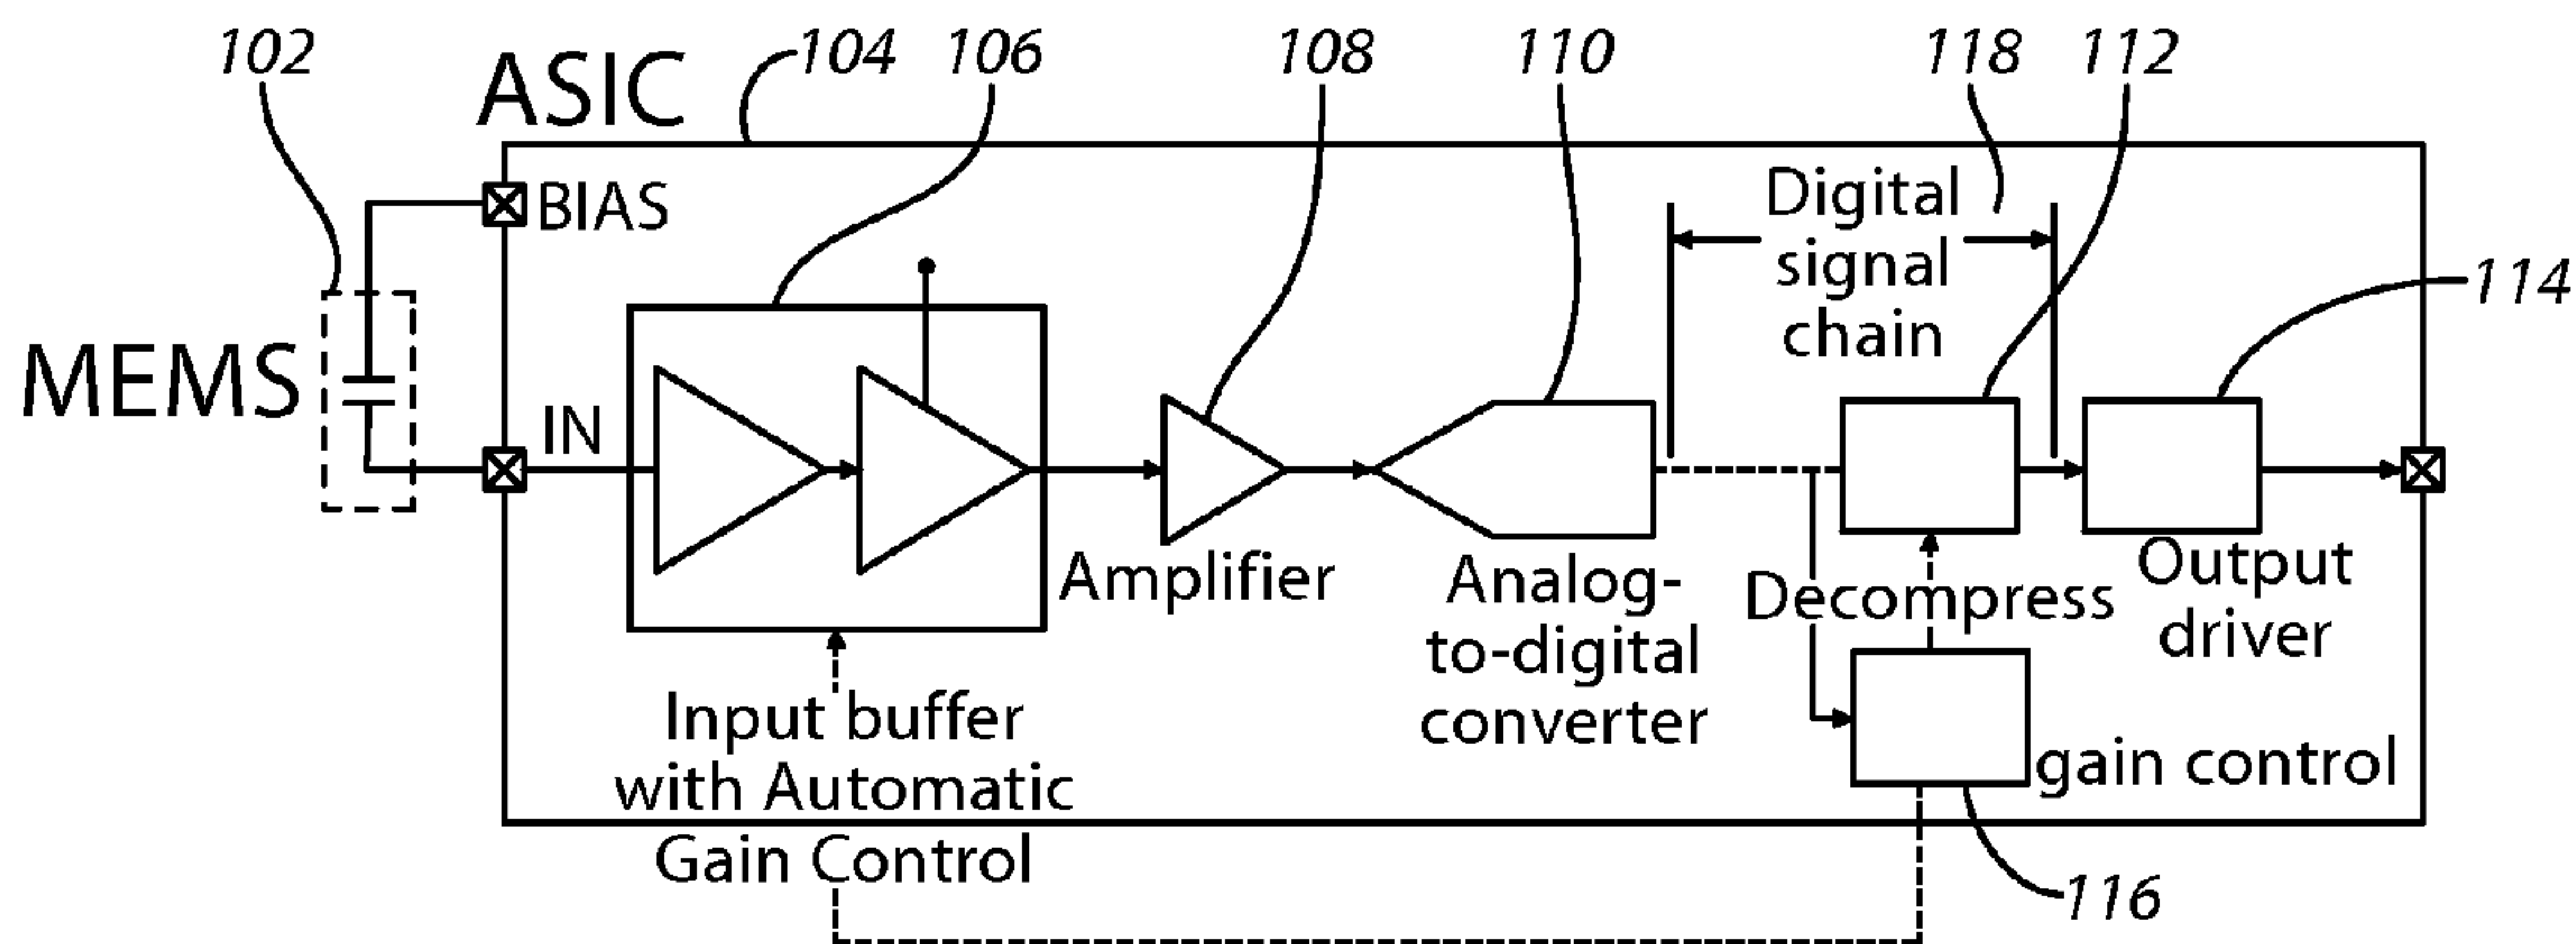 102
ASIC
104
106
108
110
118
112
BIAS
Digital
signal
chain
114
MEMS
IN
Amplifier
Analog-
to-digital
converter
Decompress
Output
driver
Input buffer
with Automatic
Gain Control
gain control
116